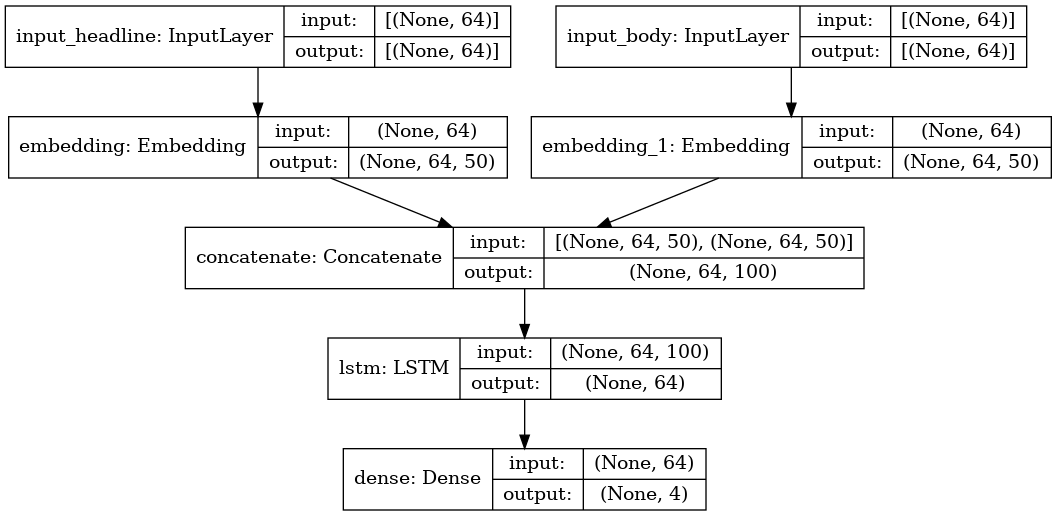 input_headline: InputLayer
input: [(None, 64)]
output: [(None, 64)]
input_body: InputLayer
input: [(None, 64)]
output: [(None, 64)]
embedding: Embedding
input: (None, 64)
output: (None, 64, 50)
embedding_1: Embedding
input: (None, 64)
output: (None, 64, 50)
concatenate: Concatenate
input: [(None, 64, 50), (None, 64, 50)]
output: (None, 64, 100)
lstm: LSTM
input: (None, 64, 100)
output: (None, 64)
dense: Dense
input: (None, 64)
output: (None, 4)